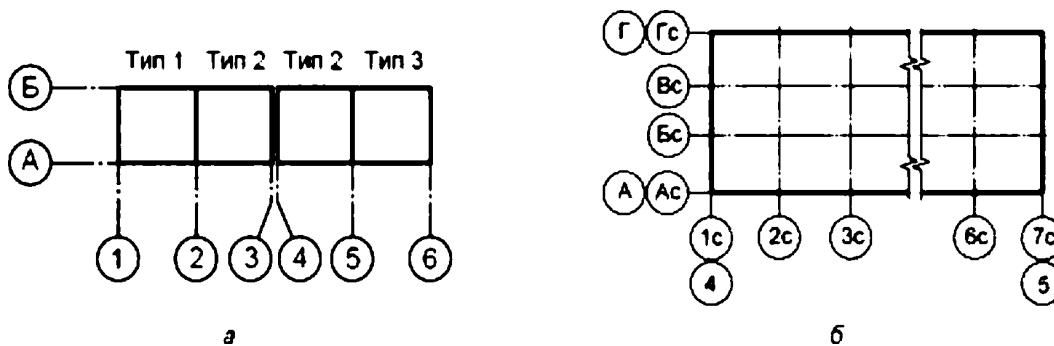 Тип 1 Тип 2 Тип 2 Тип 3
Б
А
1 2 3 4 5 6
а
Г Гс
Вс
Бс
А Ас
1с 2с 3с 6с 7с
4 5
б